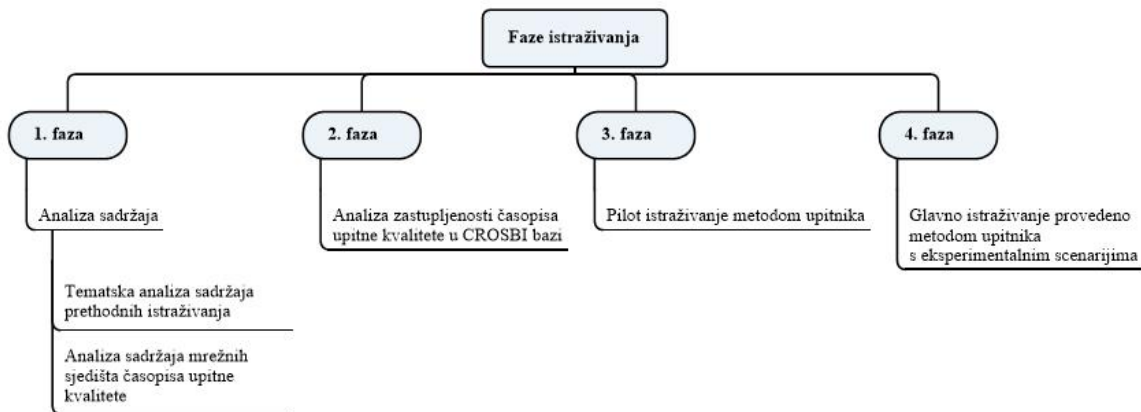 Faze istraživanja
1. faza
2. faza
3. faza
4. faza
Analiza sadržaja
Tematska analiza sadržaja
prethodnih istraživanja
Analiza sadržaja mrežnih
sjedišta časopisa upitne
kvalitete
Analiza zastupljenosti časopisa
upitne kvalitete u CROSBI bazi
Pilot istraživanje metodom upitnika
Glavno istraživanje provedeno
metodom upitnika
s eksperimentalnim scenarijima